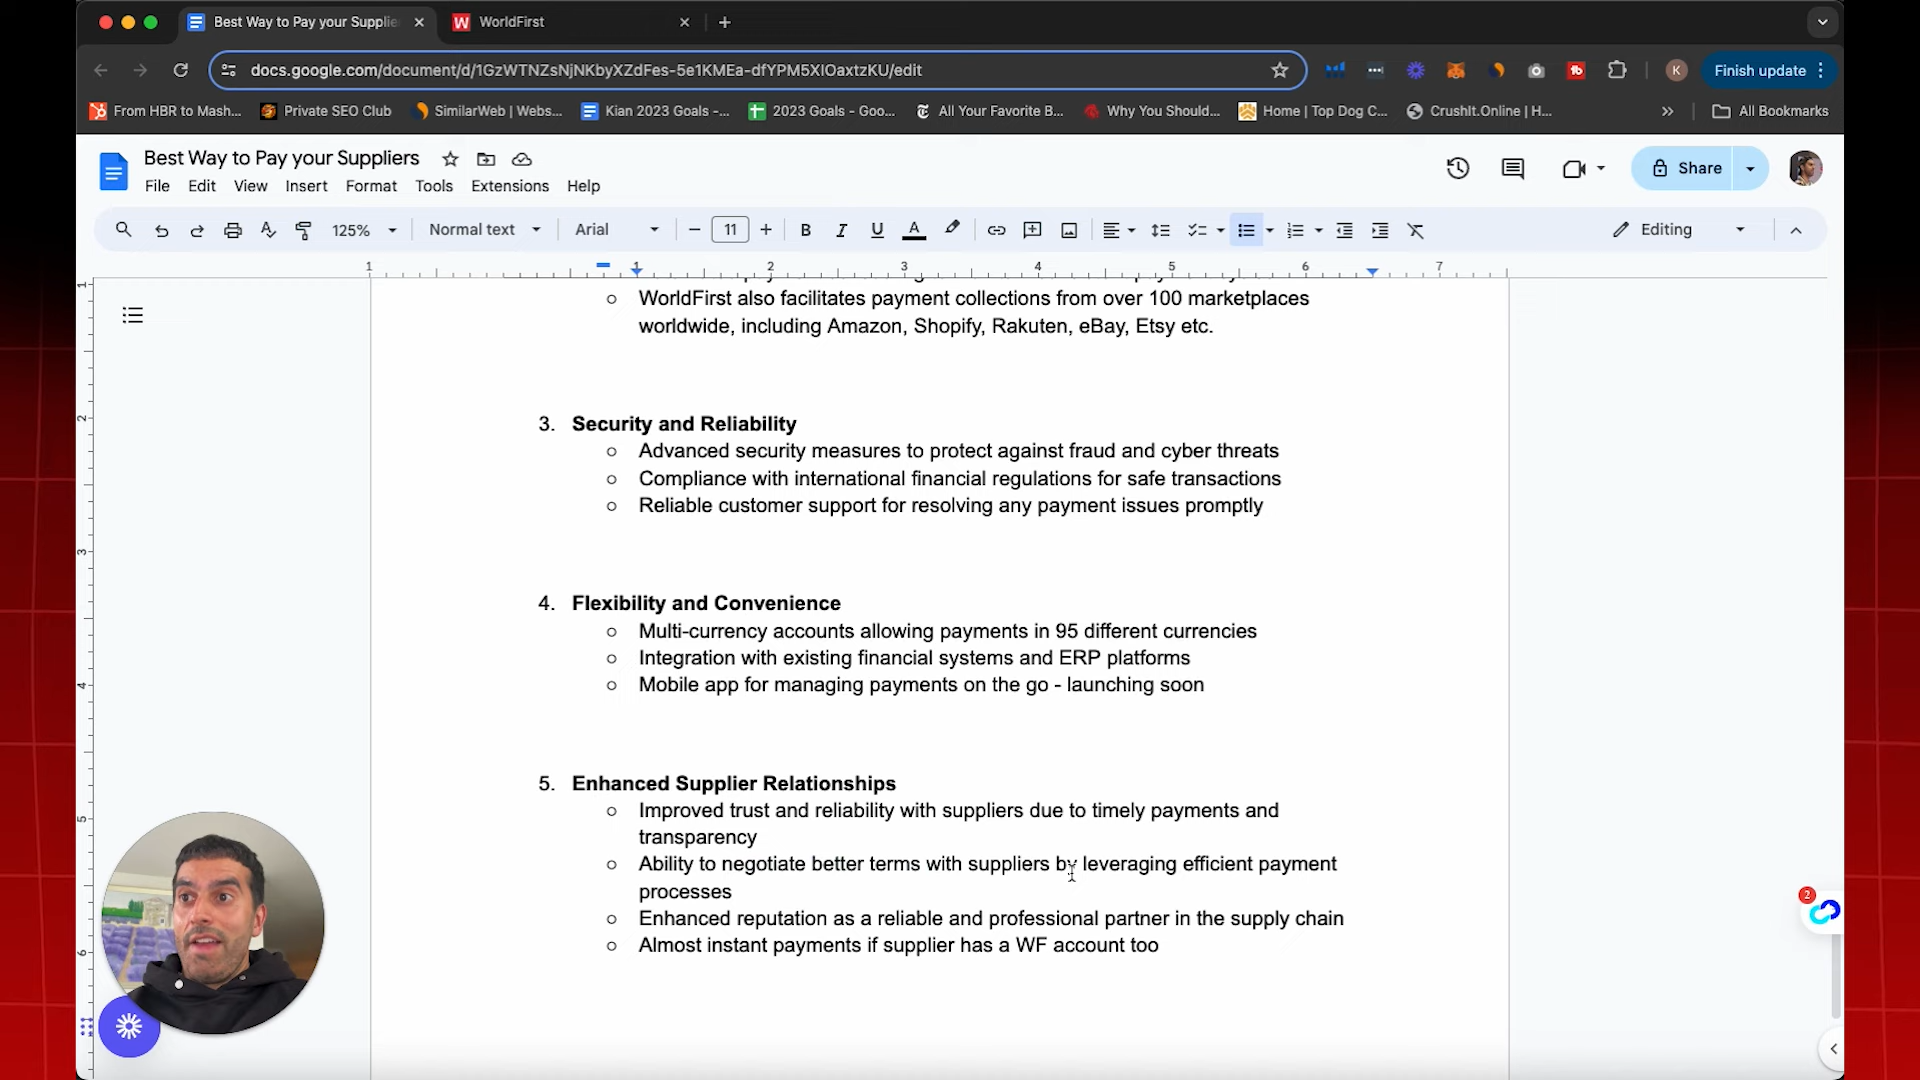 Best Way to Pay your Supplie
WorldFirst
docs.google.com/document/d/1GzWTNZsNjNKbyXZdFes-5e1KMEa-dfYPM5XIOaxtzKU/edit
K
Finish update
From HBR to Mash...
Private SEO Club
SimilarWeb | Webs...
Kian 2023 Goals -...
2023 Goals - Goo...
All Your Favorite B...
Why You Should...
Home | Top Dog C...
CrushIt.Online | H...
All Bookmarks
Best Way to Pay your Suppliers
File Edit View Insert Format Tools Extensions Help
Share
125% Normal text Arial 11 Editing
1 1 2 3 4 5 6 7
WorldFirst also facilitates payment collections from over 100 marketplaces
worldwide, including Amazon, Shopify, Rakuten, eBay, Etsy etc.
3. Security and Reliability
Advanced security measures to protect against fraud and cyber threats
Compliance with international financial regulations for safe transactions
Reliable customer support for resolving any payment issues promptly
4. Flexibility and Convenience
Multi-currency accounts allowing payments in 95 different currencies
Integration with existing financial systems and ERP platforms
Mobile app for managing payments on the go - launching soon
5. Enhanced Supplier Relationships
Improved trust and reliability with suppliers due to timely payments and
transparency
Ability to negotiate better terms with suppliers by leveraging efficient payment
processes
Enhanced reputation as a reliable and professional partner in the supply chain
Almost instant payments if supplier has a WF account too
2